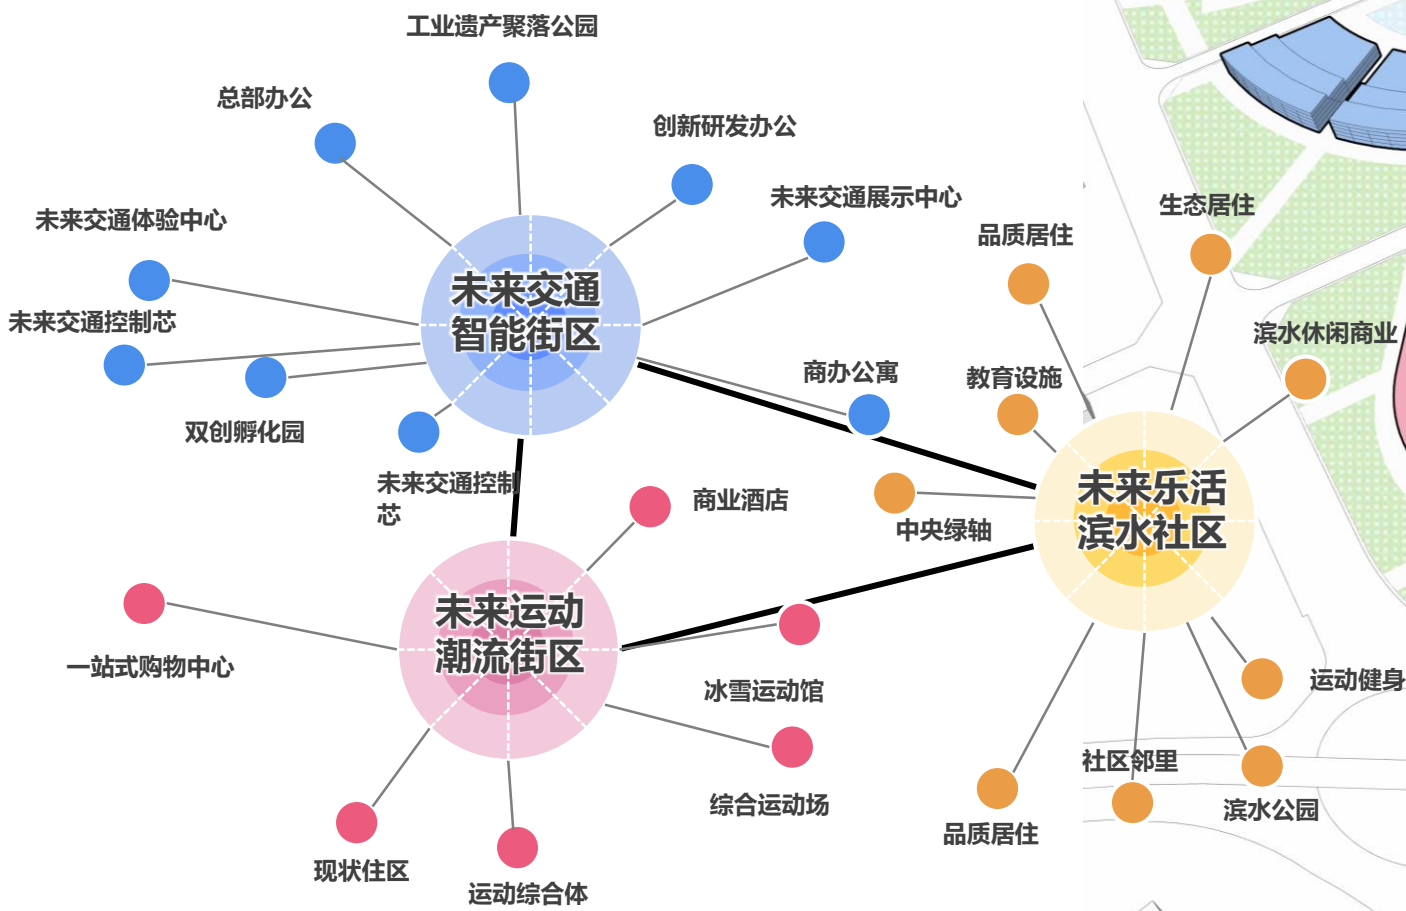 工业遗产聚落公园
总部办公
创新研发办公
未来交通展示中心
未来交通体验中心
未来交通控制芯
双创孵化园
未来交通
智能街区
商办公寓
未来交通控制
芯
品质居住
生态居住
滨水休闲商业
教育设施
中央绿轴
未来乐活
滨水社区
商业酒店
一站式购物中心
未来运动
潮流街区
冰雪运动馆
综合运动场
现状住区
运动综合体
运动健身
社区邻里
滨水公园
品质居住